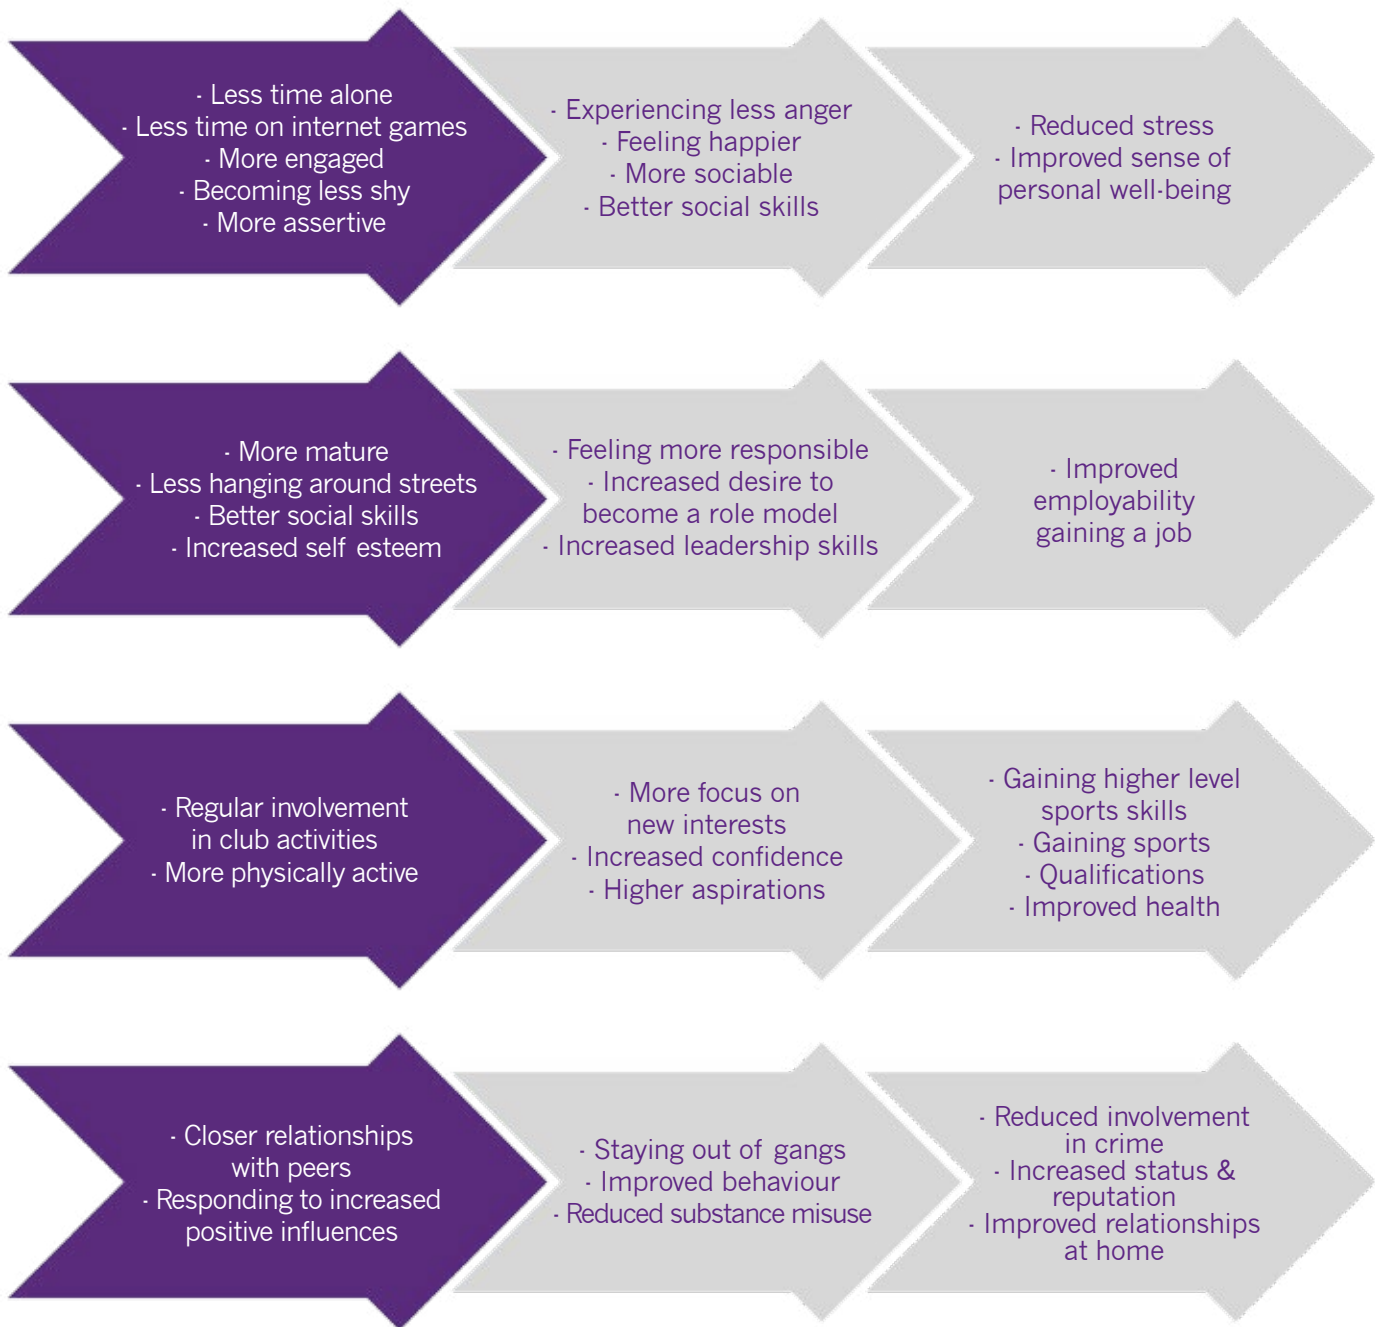 - Less time alone
- Less time on internet games
- More engaged
- Becoming less shy
- More assertive
- Experiencing less anger
- Feeling happier
- More sociable
- Better social skills
- Reduced stress
- Improved sense of
personal well-being
- More mature
- Less hanging around streets
- Better social skills
- Increased self esteem
- Feeling more responsible
- Increased desire to
become a role model
- Increased leadership skills
- Improved
employability
gaining a job
- Regular involvement
in club activities
- More physically active
- More focus on
new interests
- Increased confidence
- Higher aspirations
- Gaining higher level
sports skills
- Gaining sports
- Qualifications
- Improved health
- Closer relationships
with peers
- Responding to increased
positive influences
- Staying out of gangs
- Improved behaviour
- Reduced substance misuse
- Reduced involvement
in crime
- Increased status &
reputation
- Improved relationships
at home